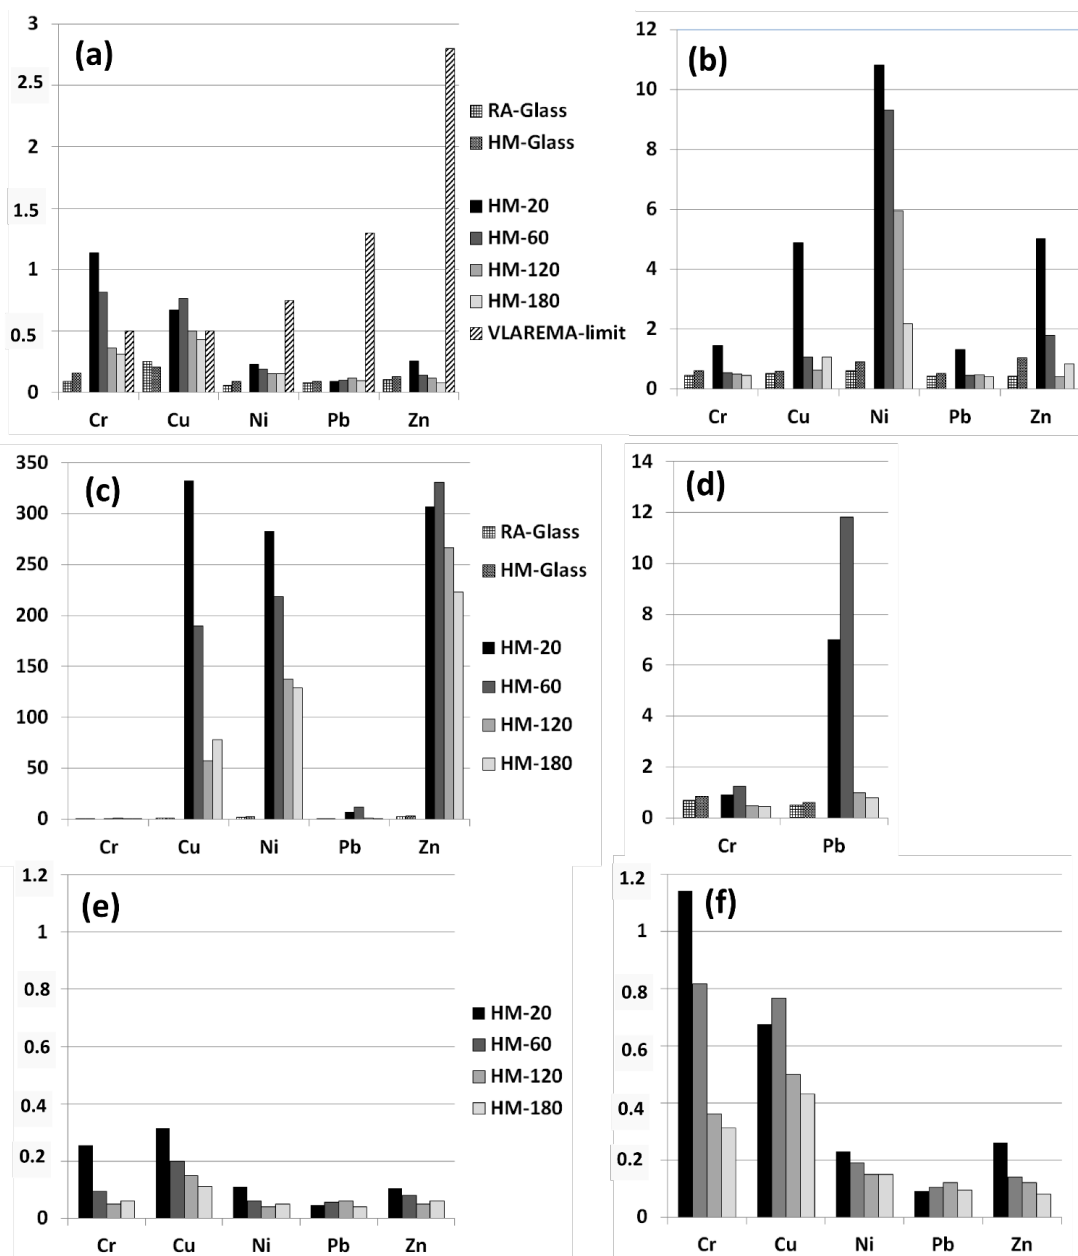 (a)
3
2.5
2
1.5
1
0.5
0
Cr Cu Ni Pb Zn
RA-Glass
HM-Glass
HM-20
HM-60
HM-120
HM-180
VLAREMA-limit
(b)
12
10
8
6
4
2
0
Cr Cu Ni Pb Zn
(c)
350
300
250
200
150
100
50
0
Cr Cu Ni Pb Zn
RA-Glass
HM-Glass
HM-20
HM-60
HM-120
HM-180
(d)
14
12
10
8
6
4
2
0
Cr Pb
(e)
1.2
1
0.8
0.6
0.4
0.2
0
Cr Cu Ni Pb Zn
HM-20
HM-60
HM-120
HM-180
(f)
1.2
1
0.8
0.6
0.4
0.2
0
Cr Cu Ni Pb Zn